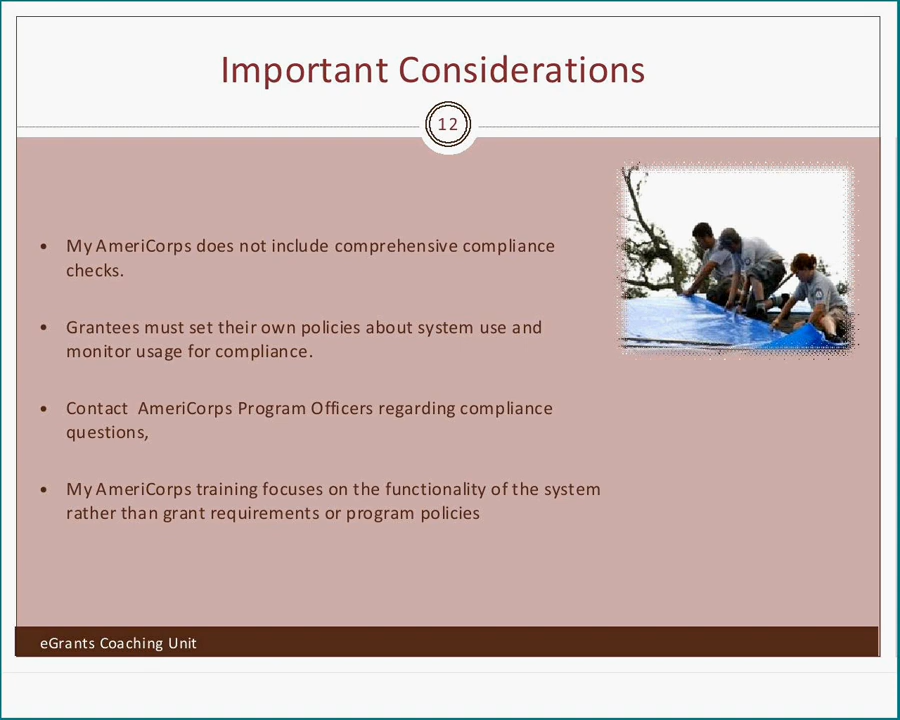 Important Considerations
12
• My AmeriCorps does not include comprehensive compliance
checks.
• Grantees must set their own policies about system use and
monitor usage for compliance.
• Contact  AmeriCorps Program Officers regarding compliance
questions,
• My AmeriCorps training focuses on the functionality of the system
rather than grant requirements or program policies
eGrants Coaching Unit